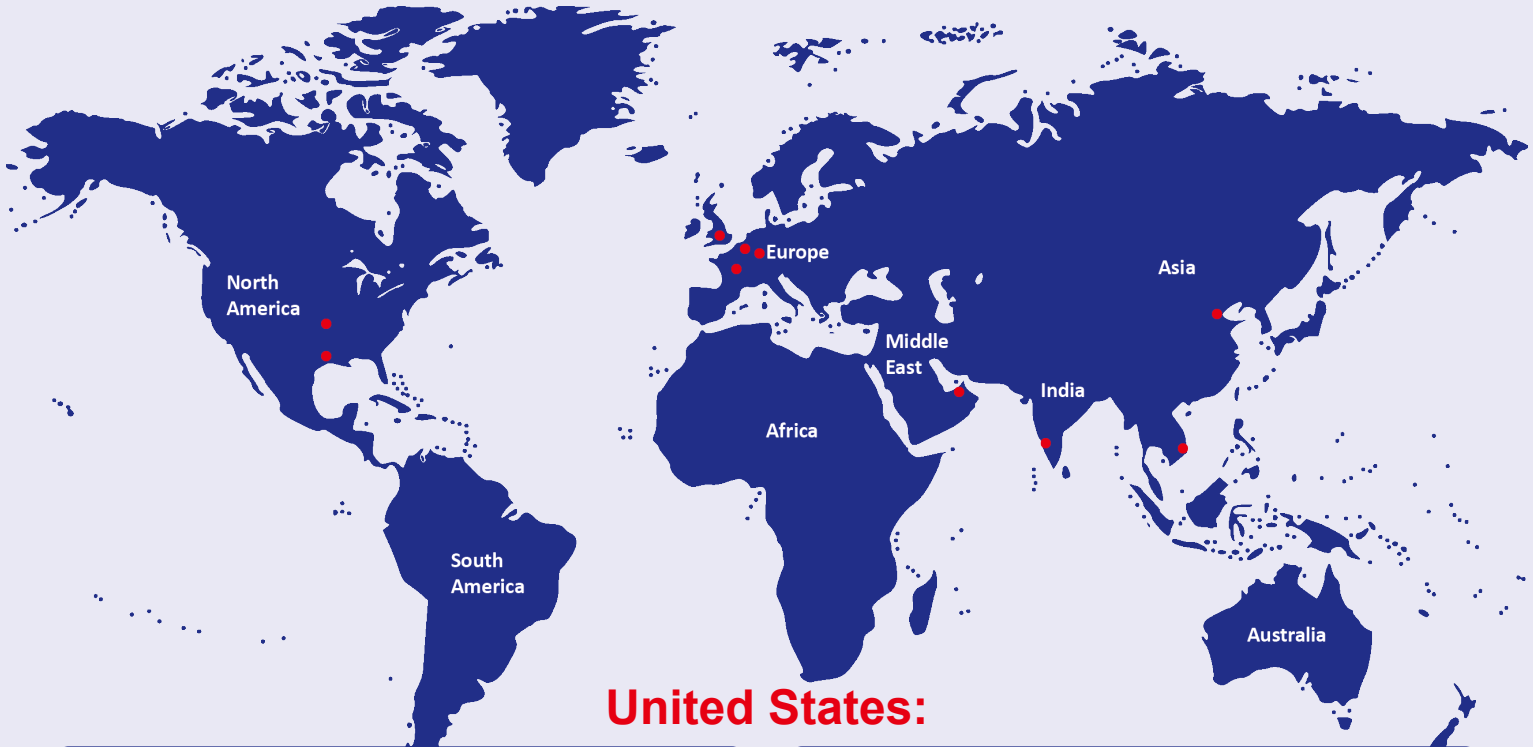 Europe
Asia
North
America
Middle
East
India
Africa
South
America
Australia
United States: